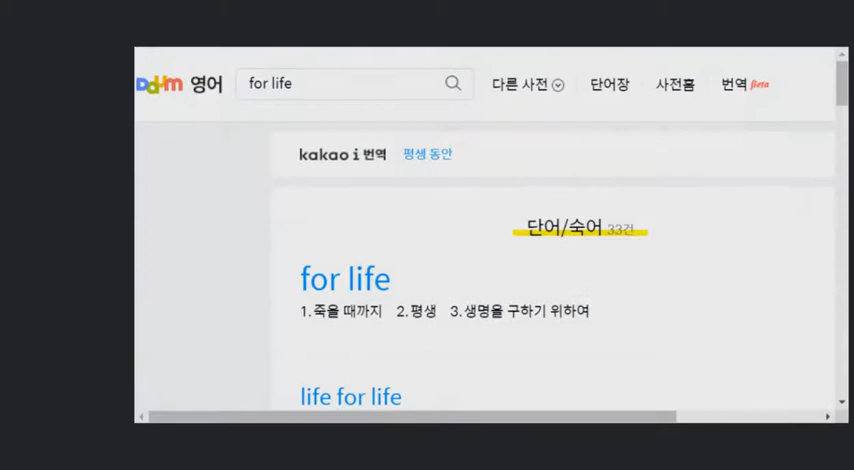 Daum 영어 for life 다른 사전 단어장 사전홈 번역 Beta
kakao i 번역 평생 동안
단어/숙어 33건
for life
1.죽을 때까지 2.평생 3.생명을 구하기 위하여
life for life